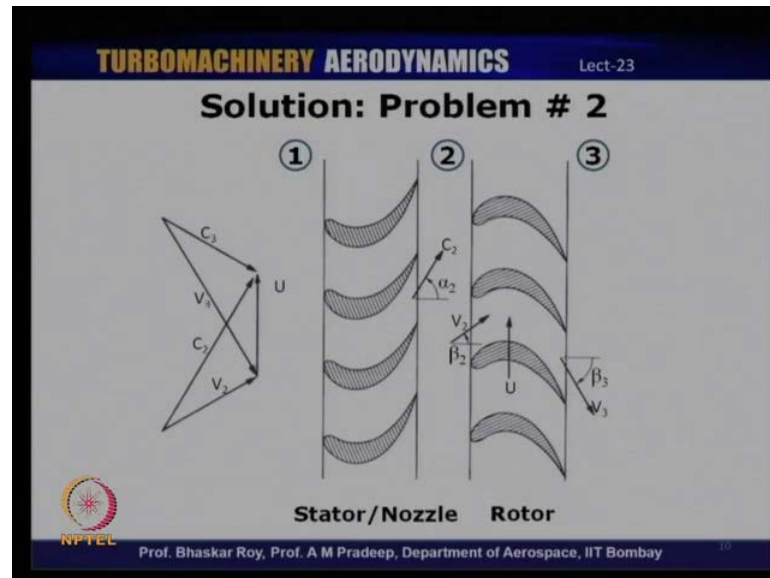 TURBOMACHINERY AERODYNAMICS Lect-23
Solution: Problem # 2
① ② ③
C₃
U
V₃
C₂
V₂
C₂
α₂
V₂
β₂
U
β₃
V₃
Stator/Nozzle Rotor
NPTEL
Prof. Bhaskar Roy, Prof. A M Pradeep, Department of Aerospace, IIT Bombay
10